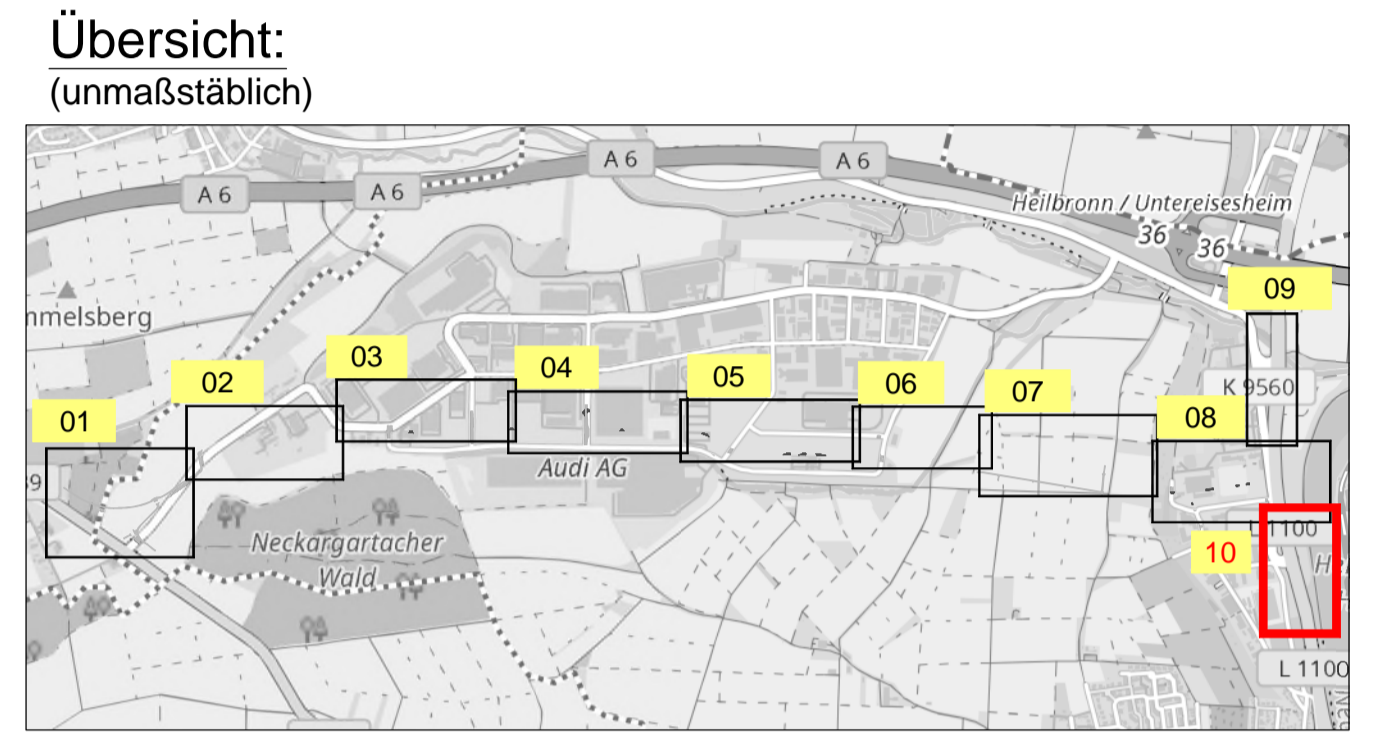 Übersicht:
(unmaßstäblich)
A 6
A 6
A 6
A 6
Heilbronn / Untereisesheim
36
36
09
nmelsberg
03
04
05
06
07
02
K 9560
01
08
Audi AG
9
L 1100
10
Neckargartacher
Wald
H
L 1100